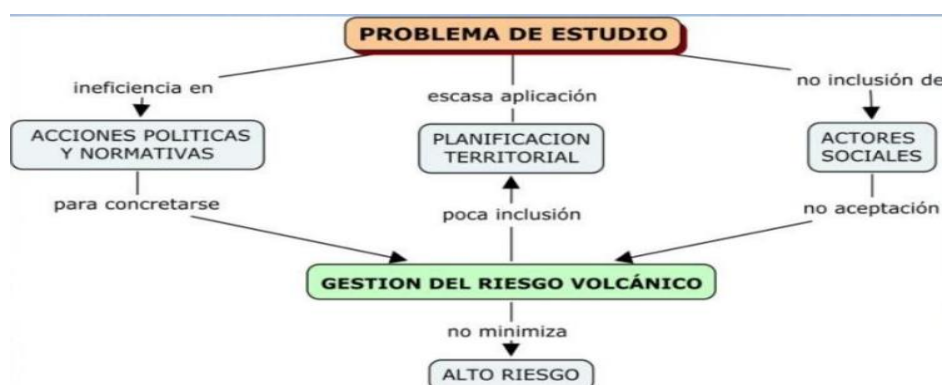 PROBLEMA DE ESTUDIO
ineficiencia en
escasa aplicación
no inclusión de
ACCIONES POLITICAS
Y NORMATIVAS
PLANIFICACION
TERRITORIAL
ACTORES
SOCIALES
para concretarse
poca inclusión
no aceptación
GESTION DEL RIESGO VOLCÁNICO
no minimiza
ALTO RIESGO